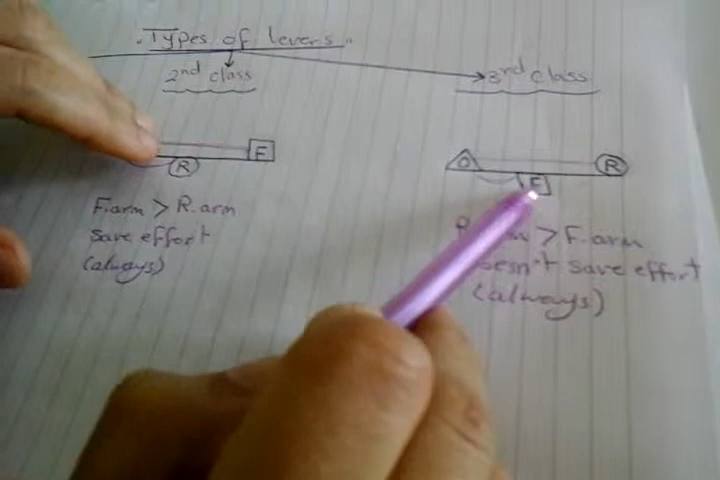 Types of levers
2nd class
3rd class
F
R
O
R
F
F.arm > R.arm
save effort
(always)
> F.arm
save effort
(always)